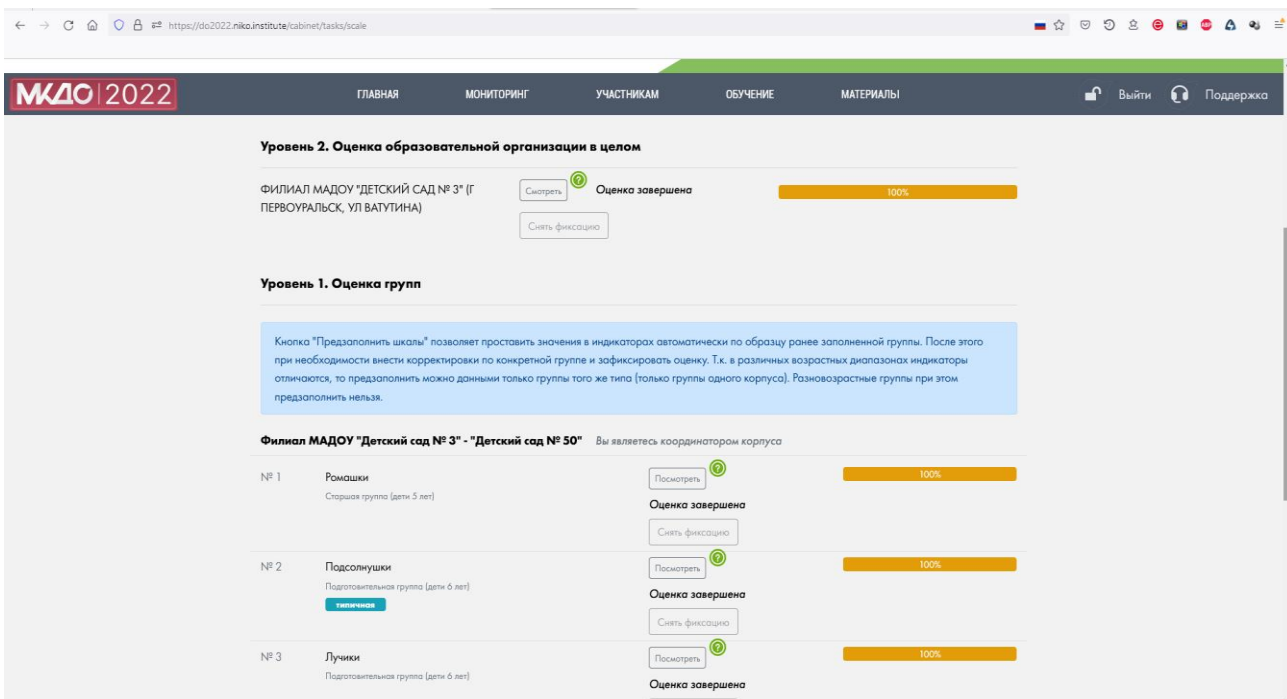 https://do2022.niko.institute/cabinet/tasks/scale
МКДО 2022
ГЛАВНАЯ МОНИТОРИНГ УЧАСТНИКАМ ОБУЧЕНИЕ МАТЕРИАЛЫ Выйти Поддержка
Уровень 2. Оценка образовательной организации в целом
ФИЛИАЛ МАДОУ "ДЕТСКИЙ САД № 3" (Г Смотреть ? Оценка завершена 100%
ПЕРВОУРАЛЬСК, УЛ ВАТУТИНА)
Снять фиксацию
Уровень 1. Оценка групп
Кнопка "Предзаполнить шкалы" позволяет проставить значения в индикаторах автоматически по образцу ранее заполненной группы. После этого
при необходимости внести корректировки по конкретной группе и зафиксировать оценку. Т.к. в различных возрастных диапазонах индикаторы
отличаются, то предзаполнить можно данными только группы того же типа (только группы одного корпуса). Разновозрастные группы при этом
предзаполнить нельзя.
Филиал МАДОУ "Детский сад № 3" - "Детский сад № 50" Вы являетесь координатором корпуса
№ 1 Ромашки Посмотреть ? 100%
Старшая группа (дети 5 лет)
Оценка завершена
Снять фиксацию
№ 2 Подсолнушки Посмотреть ? 100%
Подготовительная группа (дети 6 лет)
типичная
Оценка завершена
Снять фиксацию
№ 3 Лучики Посмотреть ? 100%
Подготовительная группа (дети 6 лет)
Оценка завершена